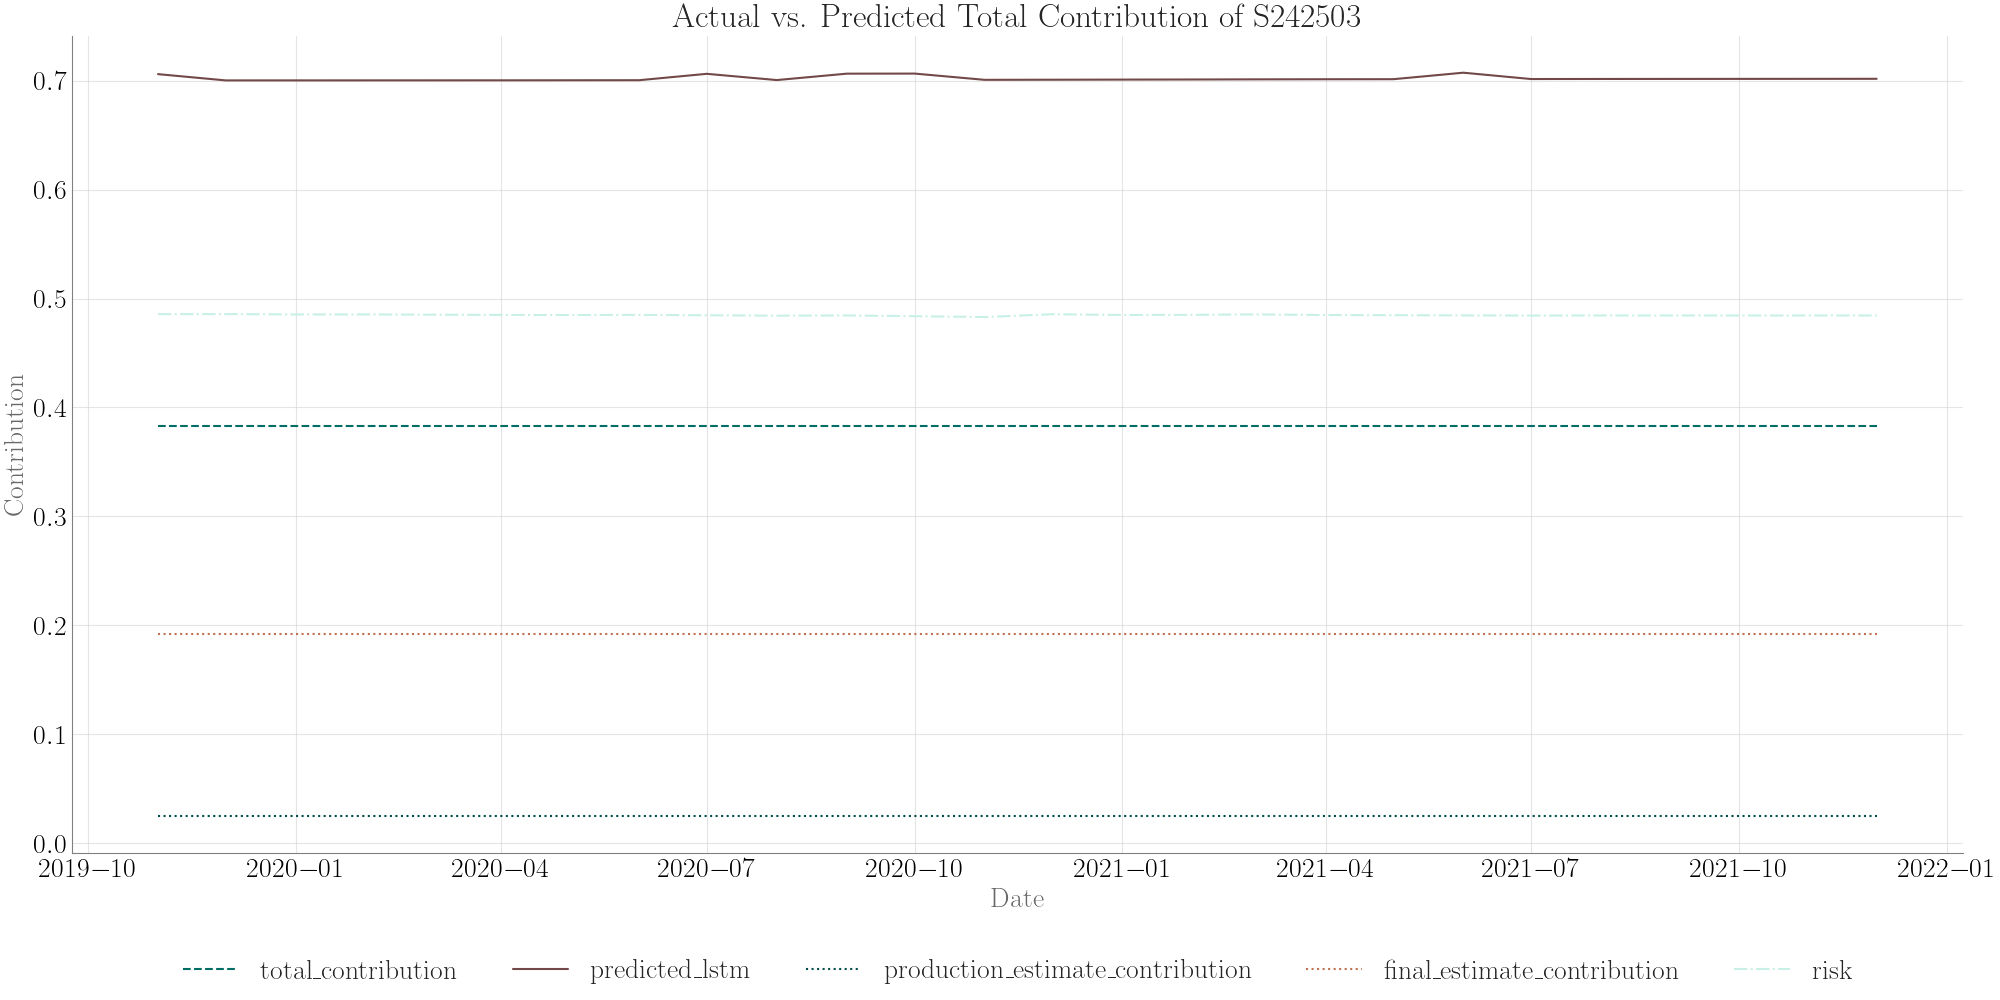 Actual vs. Predicted Total Contribution of S242503
Contribution
0.7
0.6
0.5
0.4
0.3
0.2
0.1
0.0
2019−10 2020−01 2020−04 2020−07 2020−10 2021−01 2021−04 2021−07 2021−10 2022−01
Date
total_contribution predicted_lstm production_estimate_contribution final_estimate_contribution risk